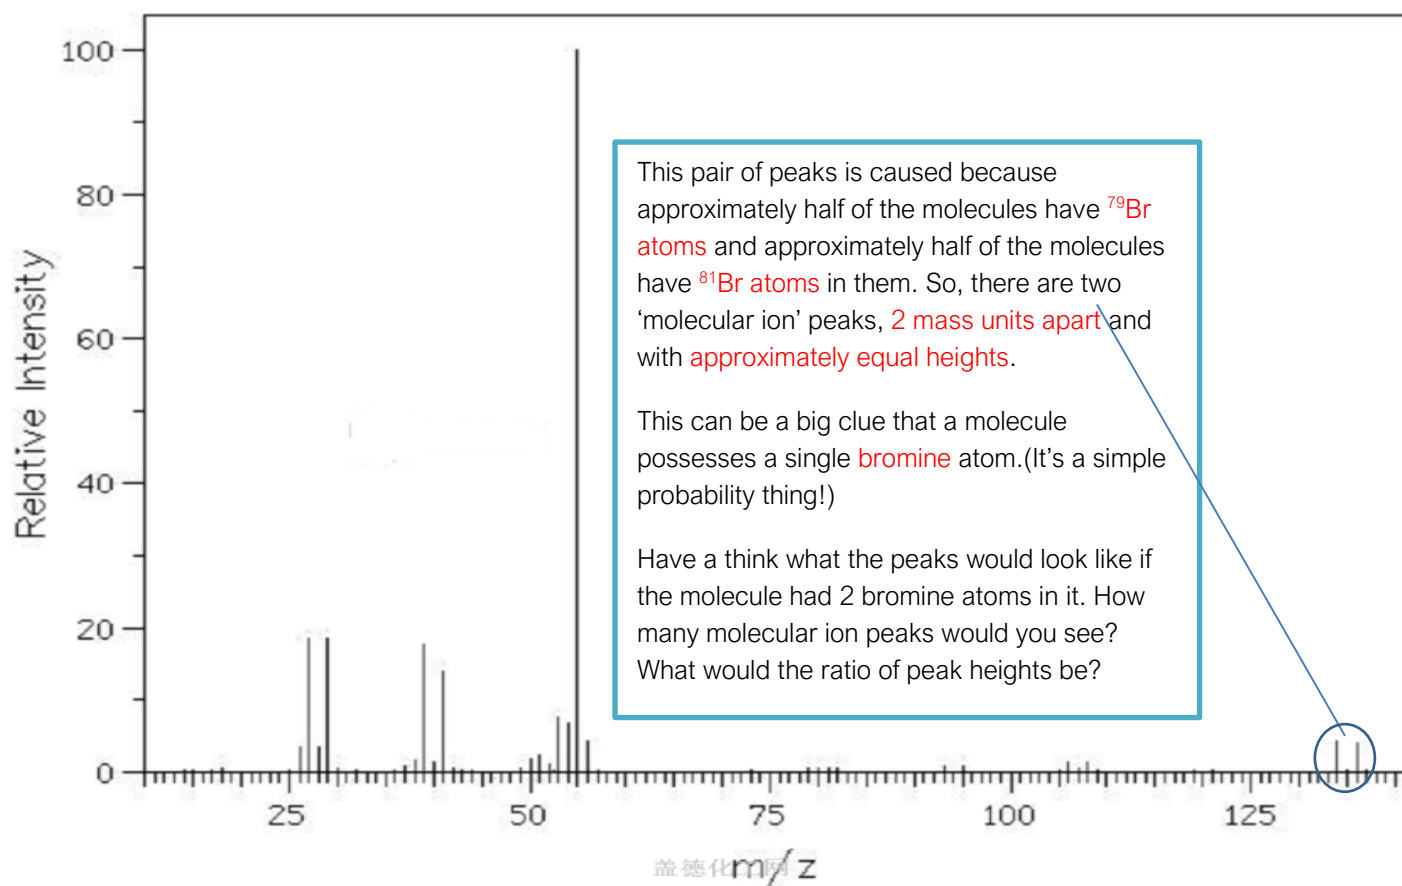 100
80
60
40
20
0
Relative Intensity
This pair of peaks is caused because
approximately half of the molecules have ⁷⁹Br
atoms and approximately half of the molecules
have ⁸¹Br atoms in them. So, there are two
‘molecular ion’ peaks, 2 mass units apart and
with approximately equal heights.
This can be a big clue that a molecule
possesses a single bromine atom.(It’s a simple
probability thing!)
Have a think what the peaks would look like if
the molecule had 2 bromine atoms in it. How
many molecular ion peaks would you see?
What would the ratio of peak heights be?
25 50 75 100 125
m/z
盖德化工网